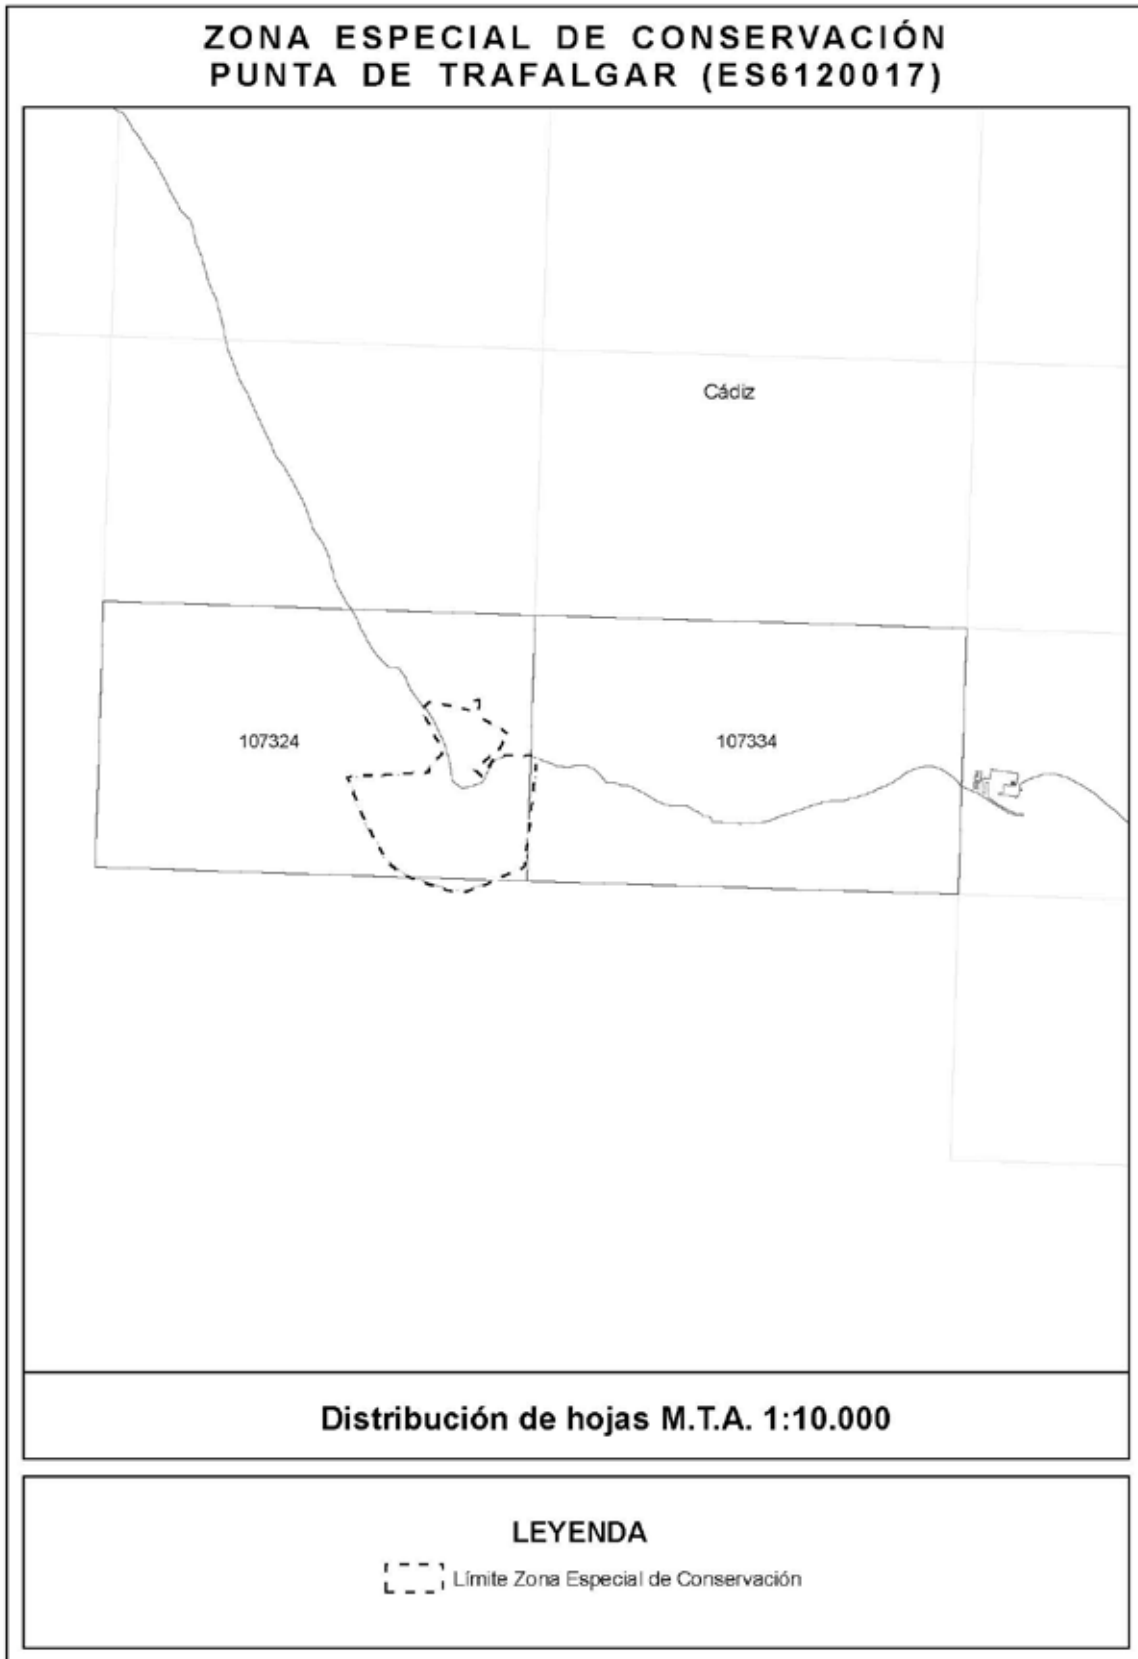 ZONA ESPECIAL DE CONSERVACIÓN
PUNTA DE TRAFALGAR (ES6120017)
Cádiz
107324
107334
Distribución de hojas M.T.A. 1:10.000
LEYENDA
Límite Zona Especial de Conservación